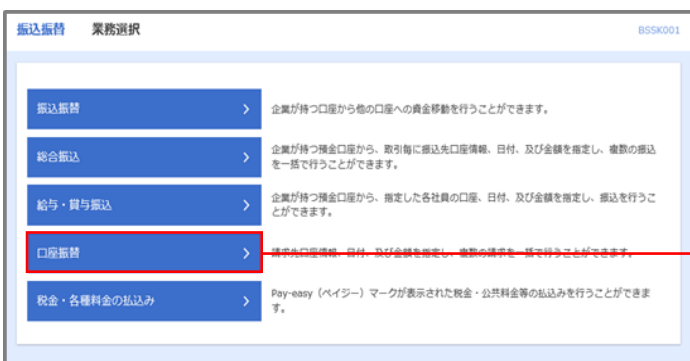 振込振替 業務選択 BSSK001
振込振替 企業が持つ口座から他の口座への資金移動を行うことができます。
総合振込 企業が持つ預金口座から、取引毎に振込先口座情報、日付、及び金額を指定し、複数の振込
を一括で行うことができます。
給与・賞与振込 企業が持つ預金口座から、指定した各社員の口座、日付、及び金額を指定し、振込を行うこ
とができます。
口座振替 請求先口座情報、日付、及び金額を指定し、複数の請求を一括で行うことができます。
税金・各種料金の払込み Pay-easy（ペイジー）マークが表示された税金・公共料金等の払込みを行うことができま
す。